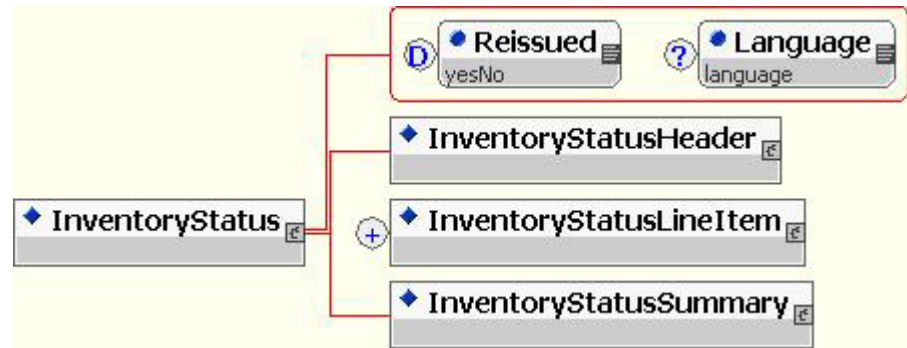 D
Reissued
yesNo
?
Language
language
InventoryStatusHeader
InventoryStatus
+
InventoryStatusLineItem
InventoryStatusSummary